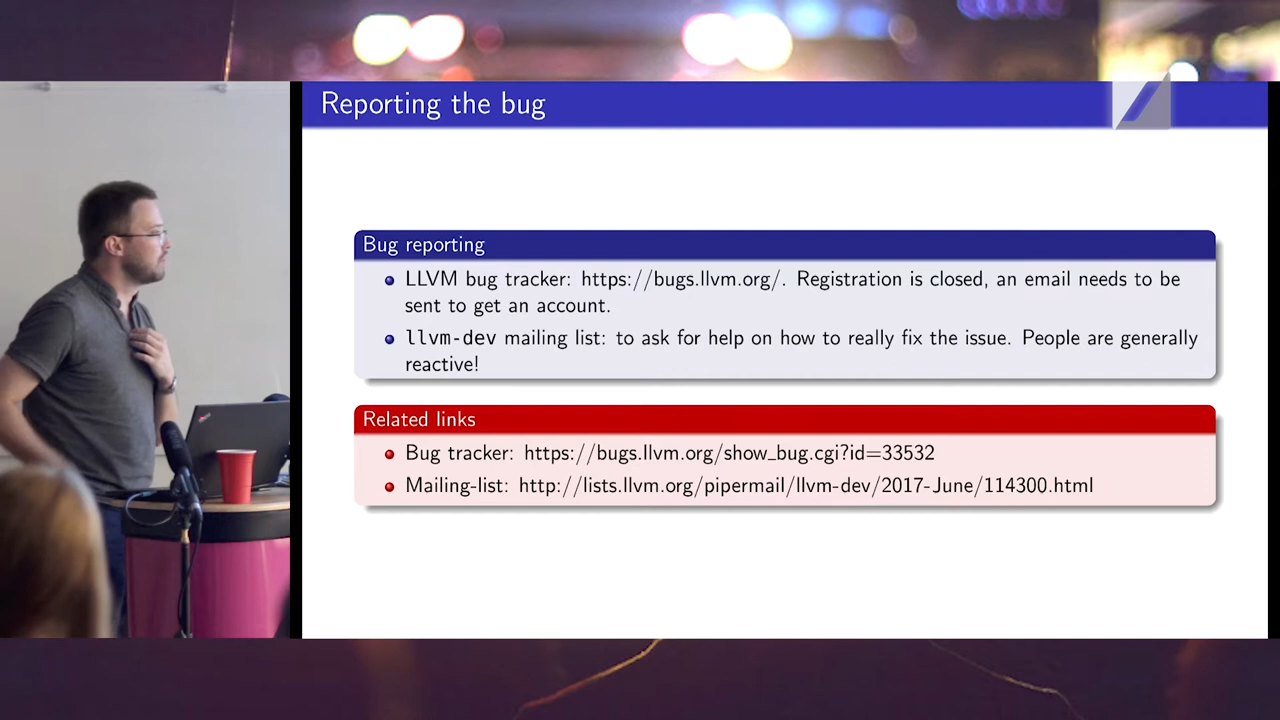 Reporting the bug
Bug reporting
LLVM bug tracker: https://bugs.llvm.org/. Registration is closed, an email needs to be
sent to get an account.
llvm-dev mailing list: to ask for help on how to really fix the issue. People are generally
reactive!
Related links
Bug tracker: https://bugs.llvm.org/show_bug.cgi?id=33532
Mailing-list: http://lists.llvm.org/pipermail/llvm-dev/2017-June/114300.html